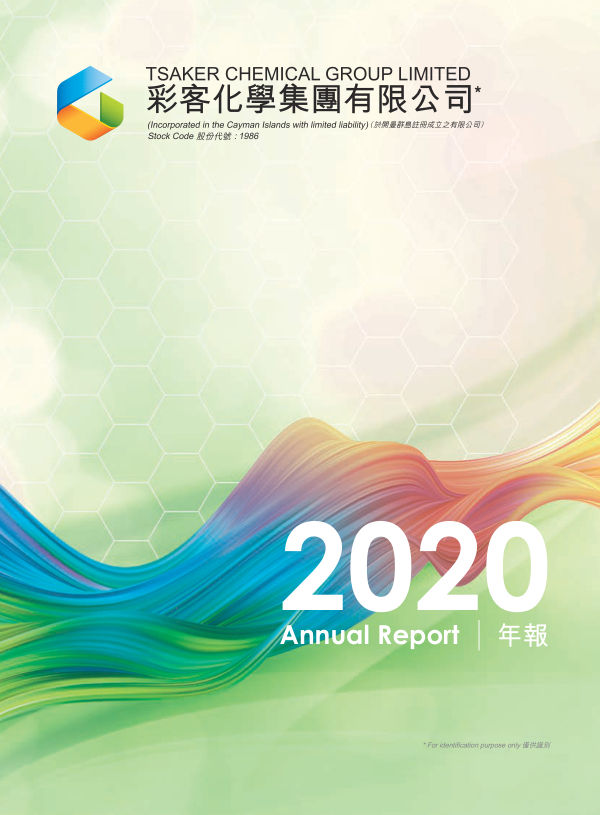 TSAKER CHEMICAL GROUP LIMITED
彩客化學集團有限公司*
(Incorporated in the Cayman Islands with limited liability)(於開曼群島註冊成立之有限公司)
Stock Code 股份代號：1986
2020
Annual Report | 年報
* For identification purpose only 僅供識別